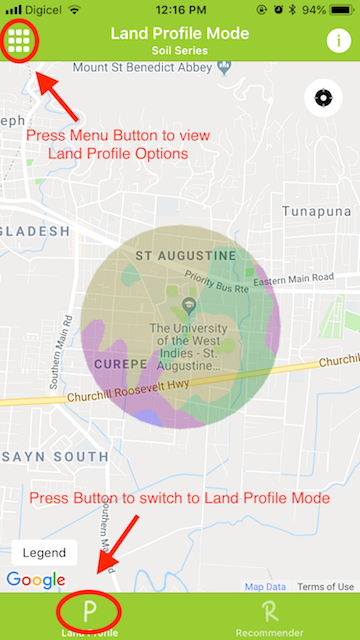 Digicel 12:16 PM 94%
Land Profile Mode
Soil Series
i
Mount St Benedict Abbey
eph
Press Menu Button to view
Land Profile Options
Tunapuna
GLADESH
ST AUGUSTINE
Priority Bus Rte
Eastern Main Road
The University
of the West
Indies - St.
Augustine...
Southern Main Rd
CUREPE
Churchill
Churchill Roosevelt Hwy
SAYN SOUTH
Press Button to switch to Land Profile Mode
Southern Main Rd
Legend
Google
Map Data Terms of Use
P
R
Land Profile
Recommender